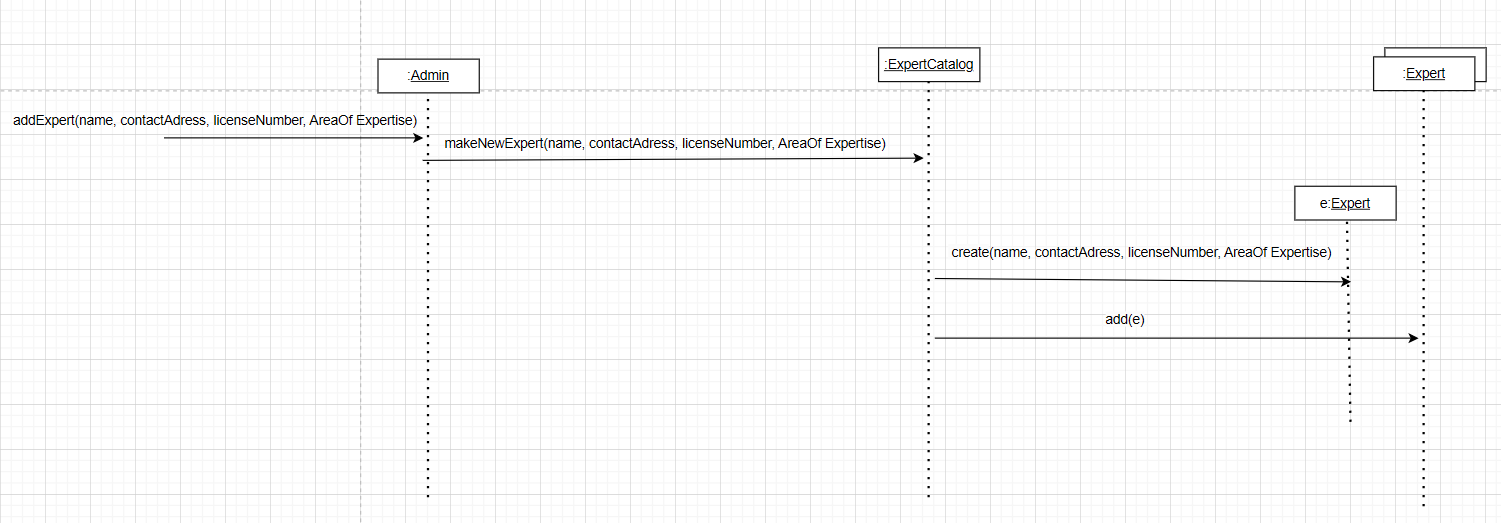 :ExpertCatalog
:Expert
:Admin
addExpert(name, contactAdress, licenseNumber, AreaOf Expertise)
makeNewExpert(name, contactAdress, licenseNumber, AreaOf Expertise)
e:Expert
create(name, contactAdress, licenseNumber, AreaOf Expertise)
add(e)